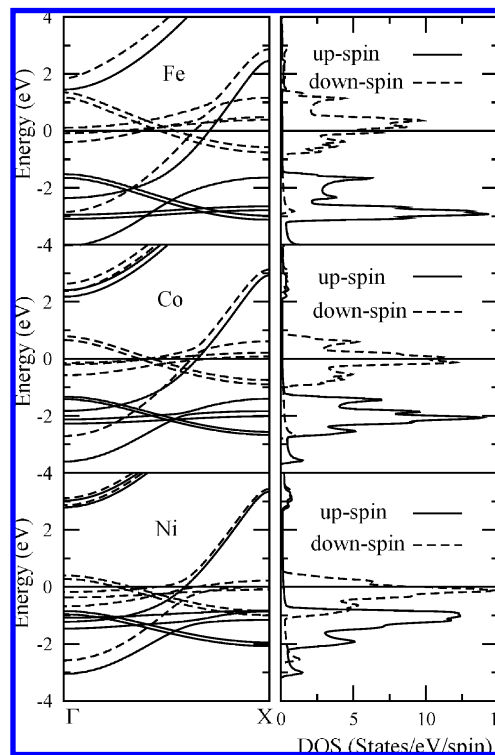 4
2
Fe
up-spin
down-spin
Energy (eV)
0
-2
-4
2
Co
up-spin
down-spin
Energy (eV)
0
-2
-4
2
Ni
up-spin
down-spin
Energy (eV)
0
-2
-4
Γ X 0 5 10 1
DOS (States/eV/spin)